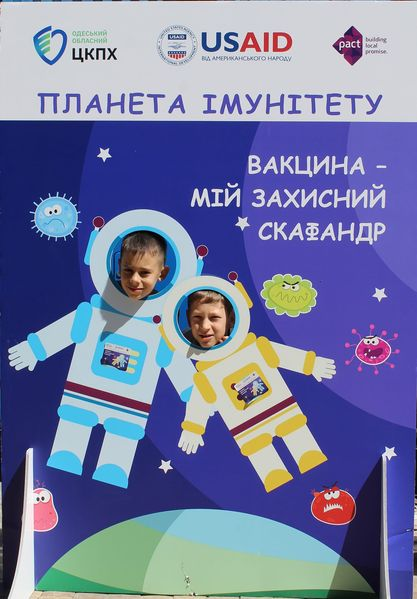 ОДЕСЬКИЙ
ОБЛАСНИЙ
ЦКПХ
USAID
ВІД АМЕРИКАНСЬКОГО НАРОДУ
pact
building
local
promise.
ПЛАНЕТА ІМУНІТЕТУ
ВАКЦИНА –
МІЙ ЗАХИСНИЙ
СКАФАНДР